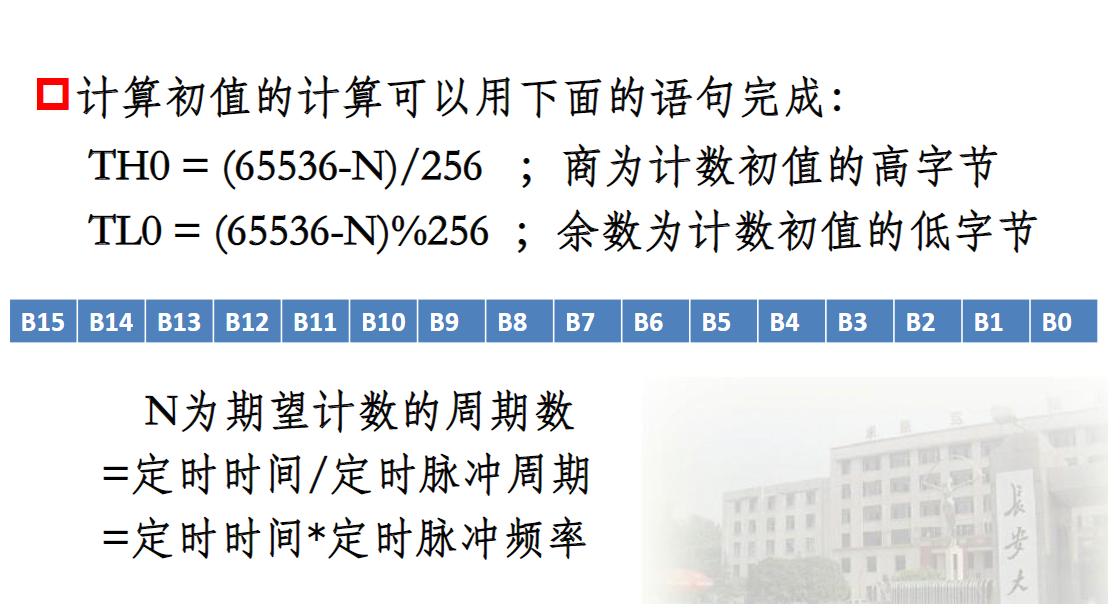 计算初值的计算可以用下面的语句完成：
TH0 = (65536-N)/256 ；商为计数初值的高字节
TL0 = (65536-N)%256 ；余数为计数初值的低字节
B15 B14 B13 B12 B11 B10 B9 B8 B7 B6 B5 B4 B3 B2 B1 B0
N为期望计数的周期数
=定时时间/定时脉冲周期
=定时时间*定时脉冲频率
长安大